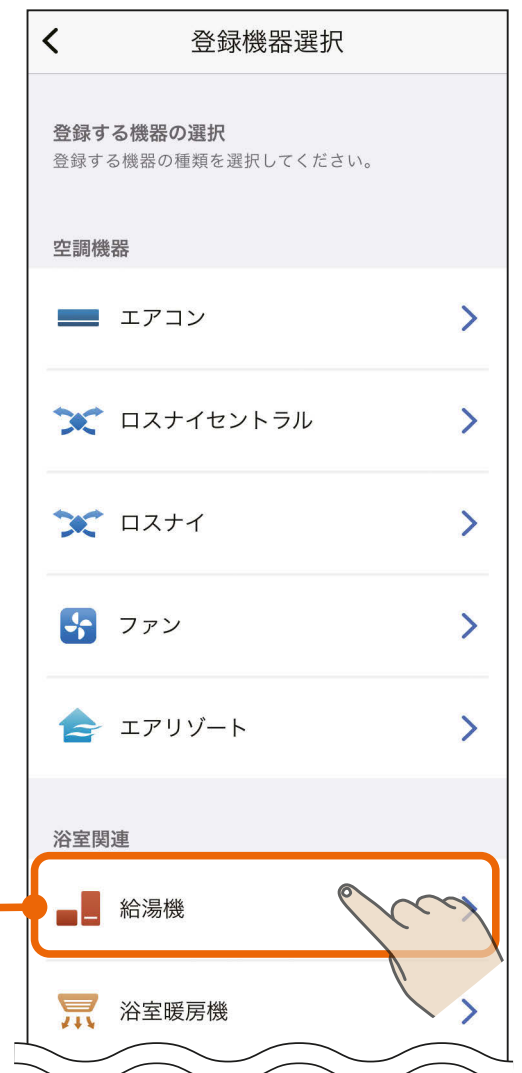 登録機器選択
登録する機器の選択
登録する機器の種類を選択してください。
空調機器
エアコン
ロスナイセントラル
ロスナイ
ファン
エアリゾート
浴室関連
給湯機
浴室暖房機